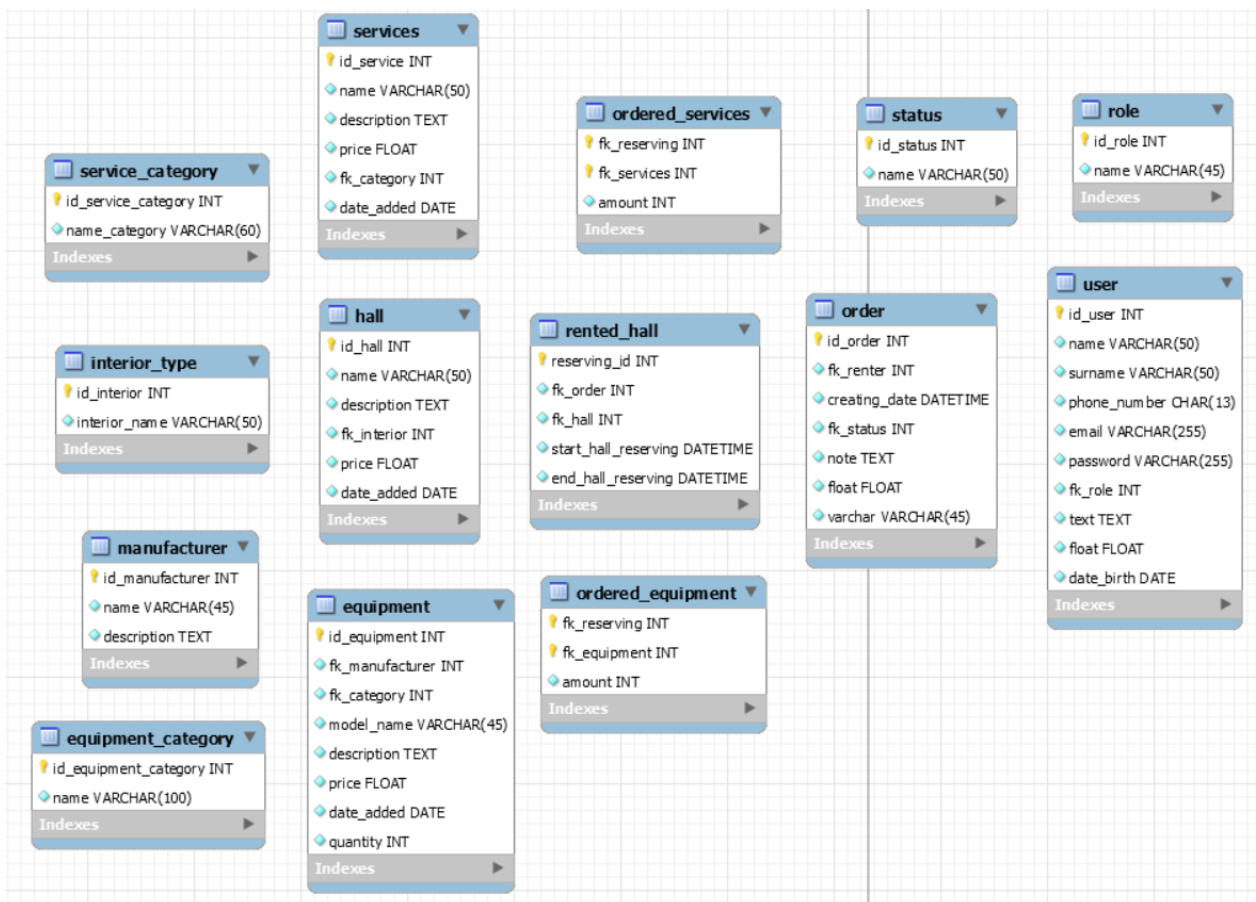 services
id_service INT
name VARCHAR(50)
description TEXT
price FLOAT
fk_category INT
date_added DATE
Indexes
ordered_services
fk_reserving INT
fk_services INT
amount INT
Indexes
status
id_status INT
name VARCHAR(50)
Indexes
role
id_role INT
name VARCHAR(45)
Indexes
service_category
id_service_category INT
name_category VARCHAR(60)
Indexes
hall
id_hall INT
name VARCHAR(50)
description TEXT
fk_interior INT
price FLOAT
date_added DATE
Indexes
rented_hall
reserving_id INT
fk_order INT
fk_hall INT
start_hall_reserving DATETIME
end_hall_reserving DATETIME
Indexes
order
id_order INT
fk_renter INT
creating_date DATETIME
fk_status INT
note TEXT
float FLOAT
varchar VARCHAR(45)
Indexes
user
id_user INT
name VARCHAR(50)
surname VARCHAR(50)
phone_number CHAR(13)
email VARCHAR(255)
password VARCHAR(255)
fk_role INT
text TEXT
float FLOAT
date_birth DATE
Indexes
interior_type
id_interior INT
interior_name VARCHAR(50)
Indexes
manufacturer
id_manufacturer INT
name VARCHAR(45)
description TEXT
Indexes
equipment
id_equipment INT
fk_manufacturer INT
fk_category INT
model_name VARCHAR(45)
description TEXT
price FLOAT
date_added DATE
quantity INT
Indexes
ordered_equipment
fk_reserving INT
fk_equipment INT
amount INT
Indexes
equipment_category
id_equipment_category INT
name VARCHAR(100)
Indexes